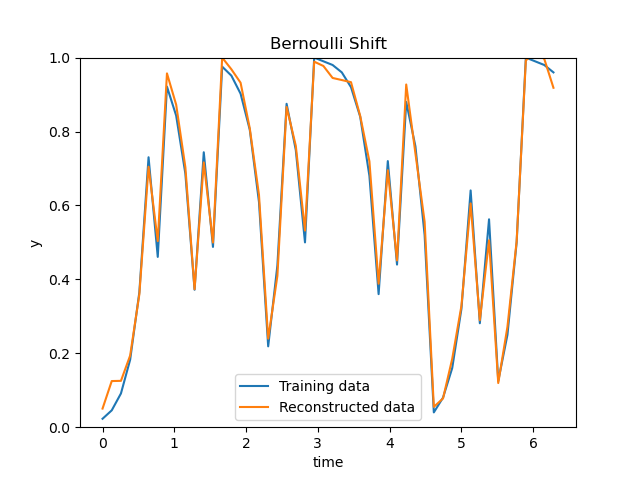 Bernoulli Shift
1.0
0.8
0.6
0.4
0.2
0.0
y
Training data
Reconstructed data
0 1 2 3 4 5 6
time